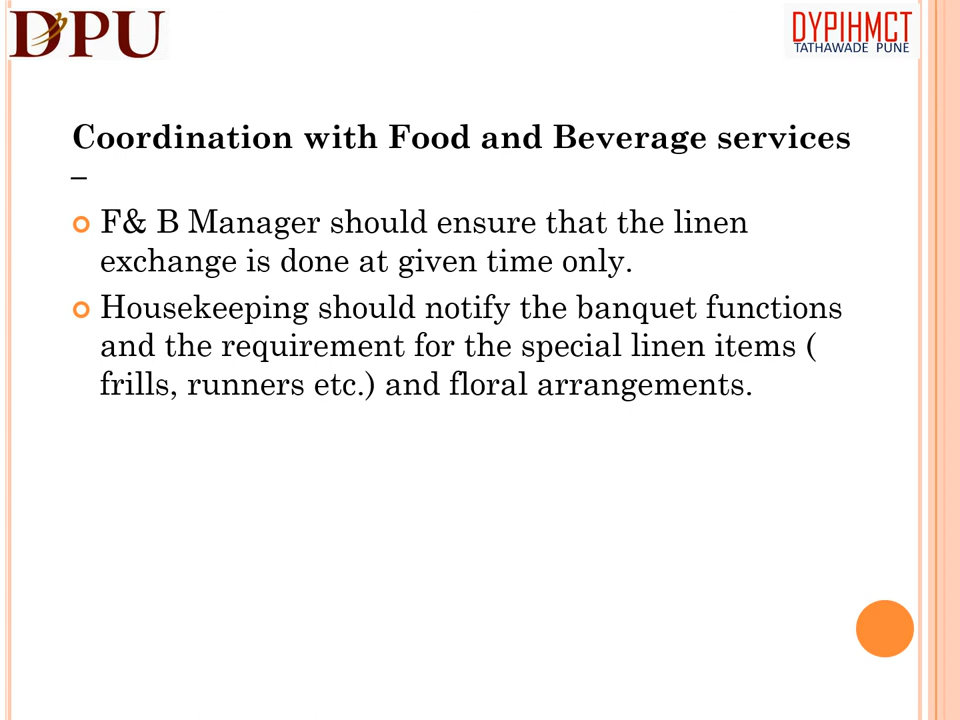 DPU
DYPIHMCT
TATHAWADE PUNE
Coordination with Food and Beverage services
–
F& B Manager should ensure that the linen
exchange is done at given time only.
Housekeeping should notify the banquet functions
and the requirement for the special linen items (
frills, runners etc.) and floral arrangements.